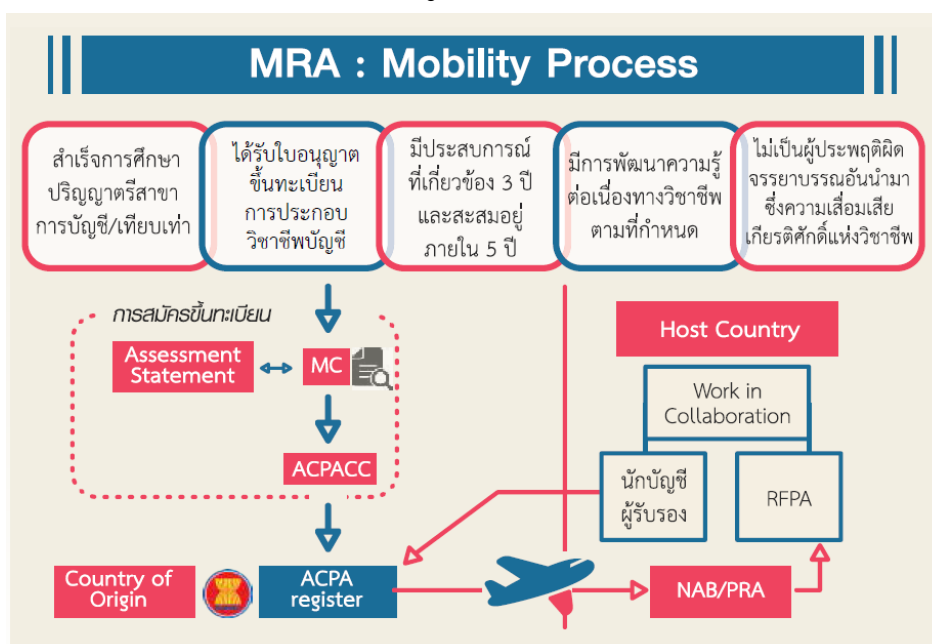 MRA : Mobility Process
สำเร็จการศึกษา
ปริญญาตรีสาขา
การบัญชี/เทียบเท่า
ได้รับใบอนุญาต
ขึ้นทะเบียน
การประกอบ
วิชาชีพบัญชี
มีประสบการณ์
ที่เกี่ยวข้อง 3 ปี
และสะสมอยู่
ภายใน 5 ปี
มีการพัฒนาความรู้
ต่อเนื่องทางวิชาชีพ
ตามที่กำหนด
ไม่เป็นผู้ประพฤติผิด
จรรยาบรรณอันนำมา
ซึ่งความเสื่อมเสีย
เกียรติศักดิ์แห่งวิชาชีพ
การสมัครขึ้นทะเบียน
Assessment
Statement
MC
ACPACC
Host Country
Work in
Collaboration
นักบัญชี
ผู้รับรอง
RFPA
Country of
Origin
ACPA
register
NAB/PRA